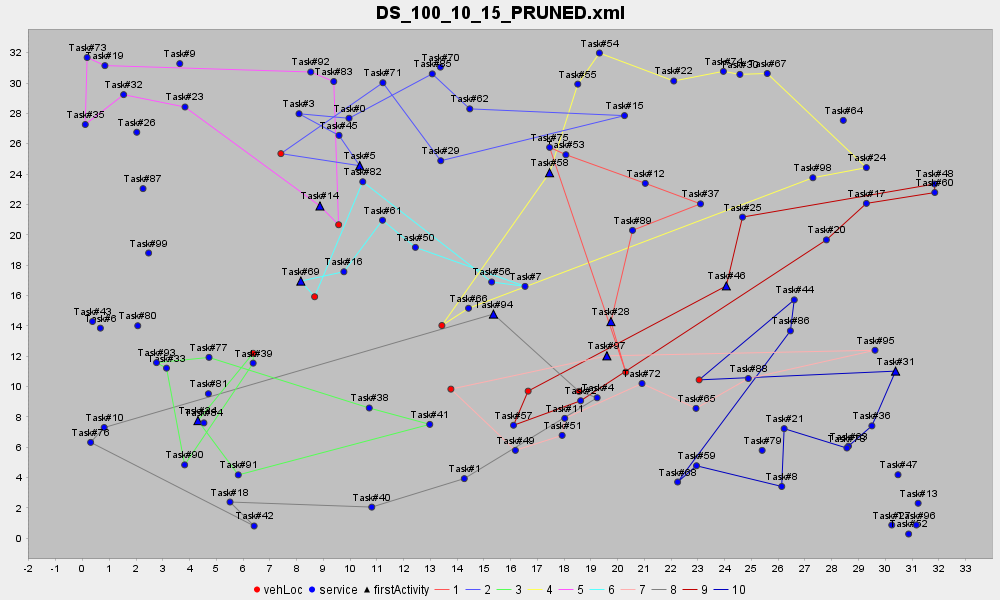 DS_100_10_15_PRUNED.xml
32
30
28
26
24
22
20
18
16
14
12
10
8
6
4
2
0
Task#73
Task#19
Task#9
Task#92
Task#83
Task#70
Task#54
Task#55
Task#22
Task#67
Task#32
Task#35
Task#23
Task#26
Task#3
Task#0
Task#45
Task#71
Task#62
Task#29
Task#15
Task#64
Task#75
Task#53
Task#58
Task#5
Task#82
Task#12
Task#37
Task#24
Task#98
Task#48
Task#60
Task#17
Task#25
Task#20
Task#89
Task#87
Task#14
Task#61
Task#50
Task#99
Task#16
Task#69
Task#56
Task#7
Task#66
Task#94
Task#46
Task#44
Task#86
Task#28
Task#43
Task#6
Task#80
Task#97
Task#95
Task#31
Task#93
Task#33
Task#77
Task#39
Task#81
Task#72
Task#88
Task#65
Task#4
Task#11
Task#38
Task#41
Task#57
Task#51
Task#49
Task#10
Task#76
Task#90
Task#91
Task#1
Task#18
Task#40
Task#42
Task#59
Task#68
Task#21
Task#79
Task#8
Task#36
Task#47
Task#13
Task#96
Task#52
-2 -1 0 1 2 3 4 5 6 7 8 9 10 11 12 13 14 15 16 17 18 19 20 21 22 23 24 25 26 27 28 29 30 31 32 33
vehLoc service firstActivity 1 2 3 4 5 6 7 8 9 10